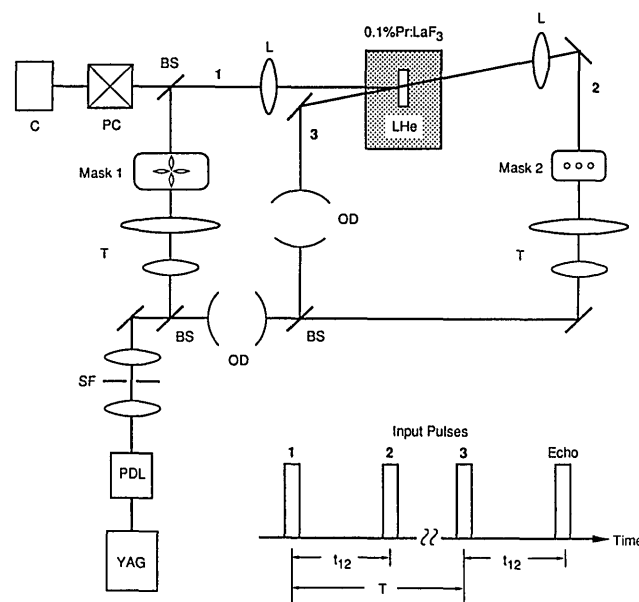 0.1%Pr:LaF3
L
L
BS
1
C
PC
LHe
2
3
Mask 1
Mask 2
OD
T
T
BS
OD
BS
SF
PDL
YAG
Input Pulses
1
2
3
Echo
Time
t12
t12
T